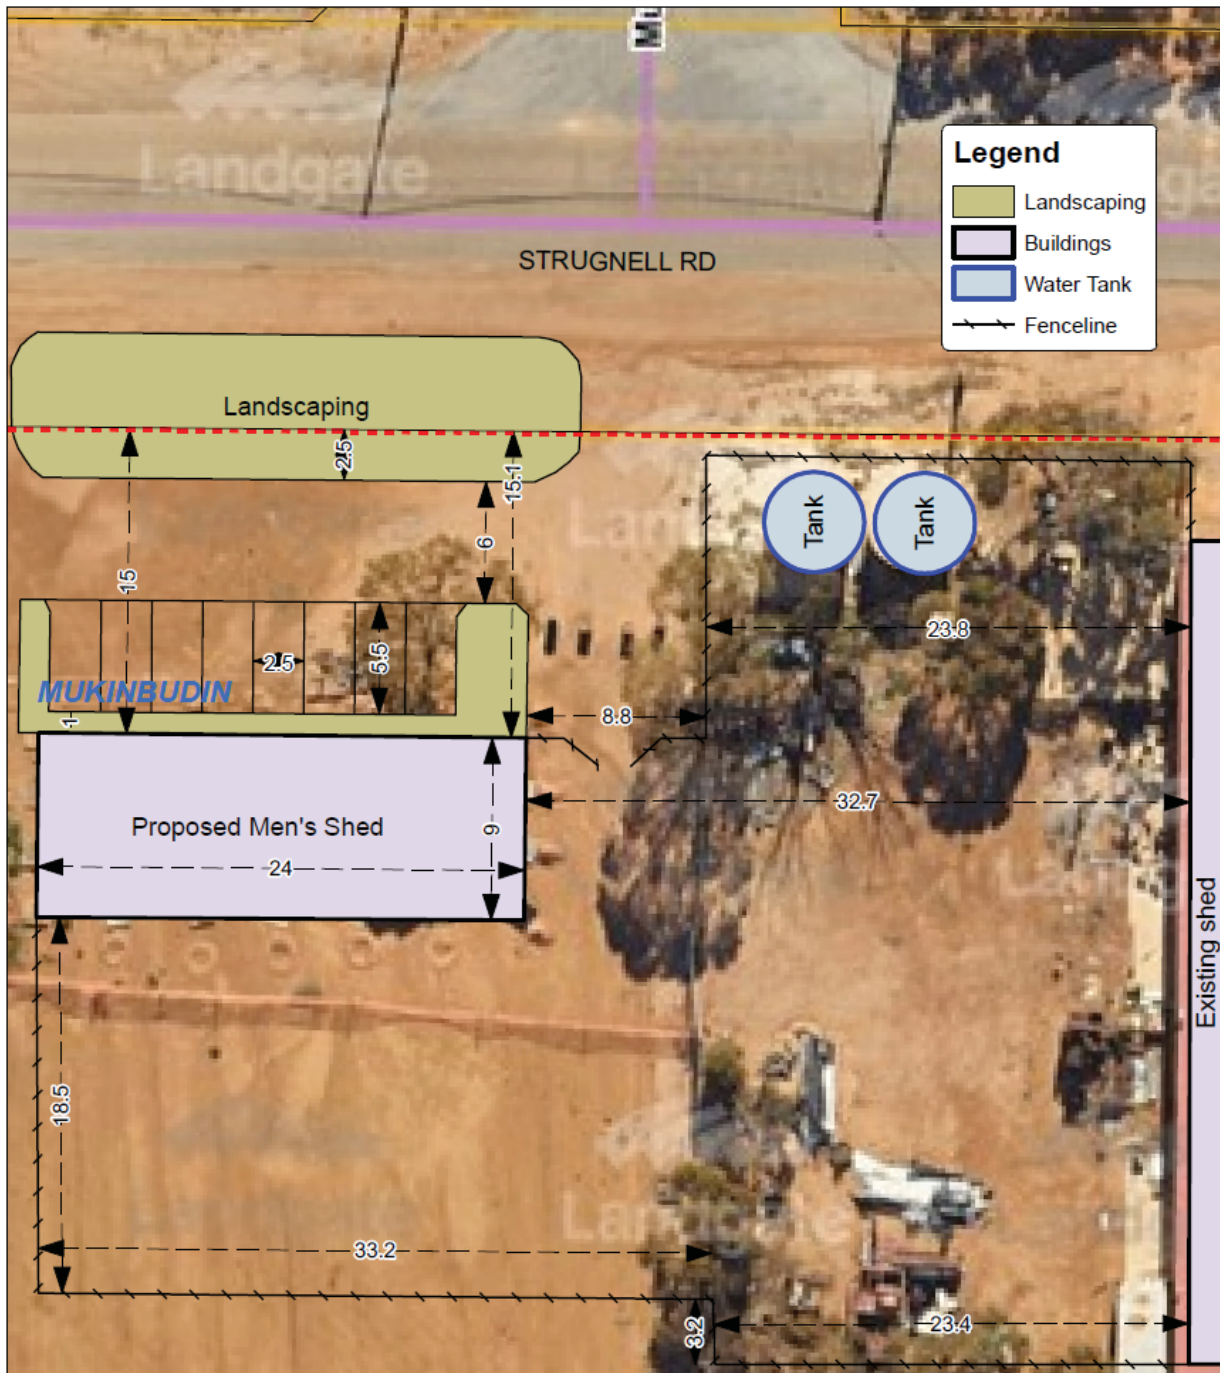 Mu
Landgate
Legend
Landscaping
Buildings
Water Tank
Fenceline
STRUGNELL RD
Landscaping
2.5
15.1
15
6
Tank
Tank
23.8
2.5
5.5
MUKINBUDIN
1
8.8
32.7
Proposed Men's Shed
9
24
Existing shed
18.5
33.2
3.2
23.4